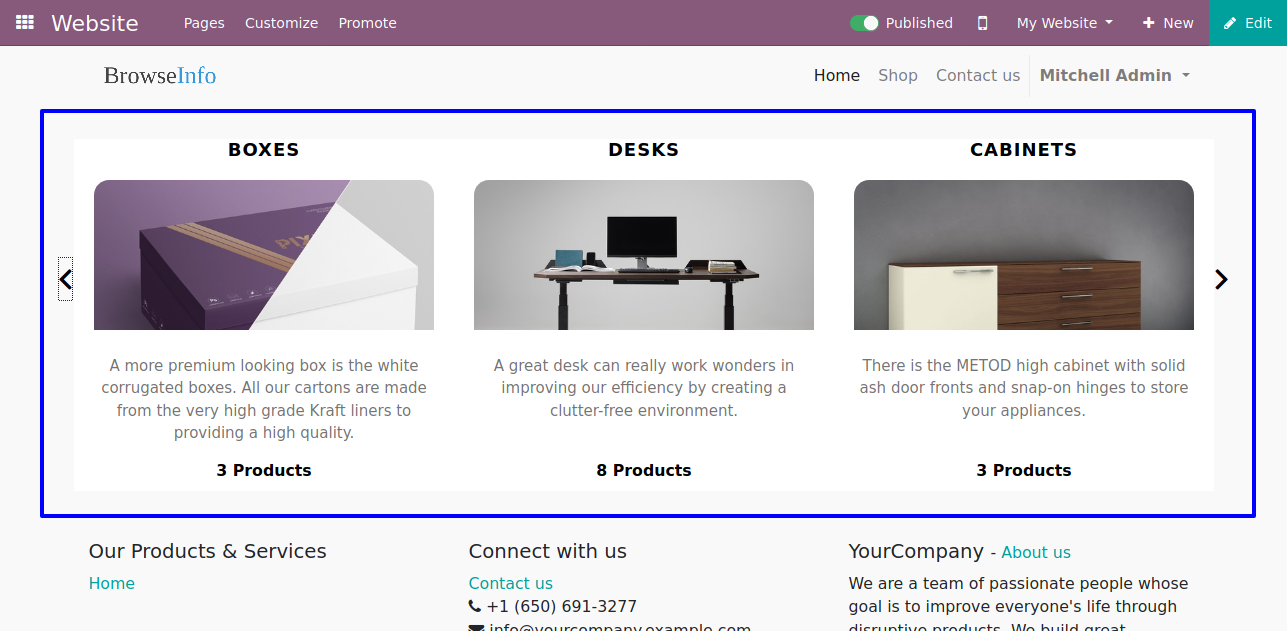 Website Pages Customize Promote Published My Website New Edit
BrowseInfo Home Shop Contact us Mitchell Admin
BOXES DESKS CABINETS
PIX
A more premium looking box is the white
corrugated boxes. All our cartons are made
from the very high grade Kraft liners to
providing a high quality.
3 Products
A great desk can really work wonders in
improving our efficiency by creating a
clutter-free environment.
8 Products
There is the METOD high cabinet with solid
ash door fronts and snap-on hinges to store
your appliances.
3 Products
Our Products & Services
Home
Connect with us
Contact us
+1 (650) 691-3277
info@yourcompany.example.com
YourCompany - About us
We are a team of passionate people whose
goal is to improve everyone's life through
disruptive products. We build great